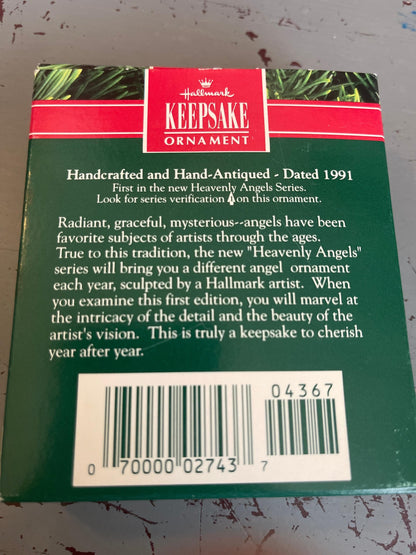 Hallmark
KEEPSAKE
ORNAMENT
Handcrafted and Hand-Antiqued - Dated 1991
First in the new Heavenly Angels Series.
Look for series verification 1 on this ornament.
Radiant, graceful, mysterious--angels have been
favorite subjects of artists through the ages.
True to this tradition, the new "Heavenly Angels"
series will bring you a different angel ornament
each year, sculpted by a Hallmark artist. When
you examine this first edition, you will marvel at
the intricacy of the detail and the beauty of the
artist's vision. This is truly a keepsake to cherish
year after year.
04367
0 70000 02743 7